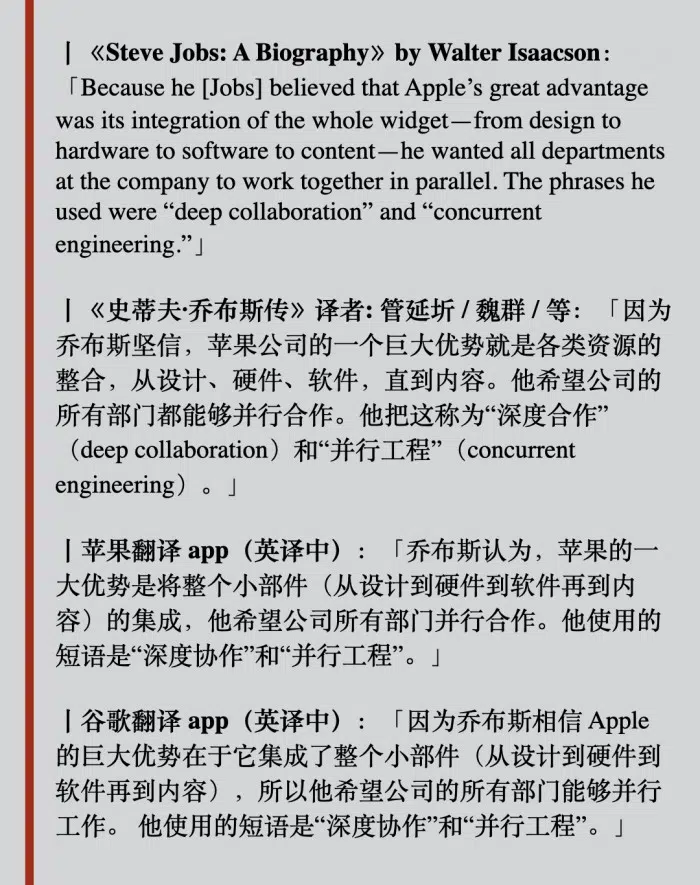 | 《Steve Jobs: A Biography》 by Walter Isaacson：
「Because he [Jobs] believed that Apple’s great advantage
was its integration of the whole widget—from design to
hardware to software to content—he wanted all departments
at the company to work together in parallel. The phrases he
used were “deep collaboration” and “concurrent
engineering.”」
| 《史蒂夫·乔布斯传》译者: 管延圻 / 魏群 / 等：「因为
乔布斯坚信，苹果公司的一个巨大优势就是各类资源的
整合，从设计、硬件、软件，直到内容。他希望公司的
所有部门都能够并行合作。他把这称为“深度合作”
（deep collaboration）和“并行工程”（concurrent
engineering）。」
| 苹果翻译 app（英译中）：「乔布斯认为，苹果的一
大优势是将整个小部件（从设计到硬件到软件再到内
容）的集成，他希望公司所有部门并行合作。他使用的
短语是“深度协作”和“并行工程”。」
| 谷歌翻译 app（英译中）：「因为乔布斯相信 Apple
的巨大优势在于它集成了整个小部件（从设计到硬件到
软件再到内容），所以他希望公司的所有部门能够并行
工作。 他使用的短语是“深度协作”和“并行工程”。」